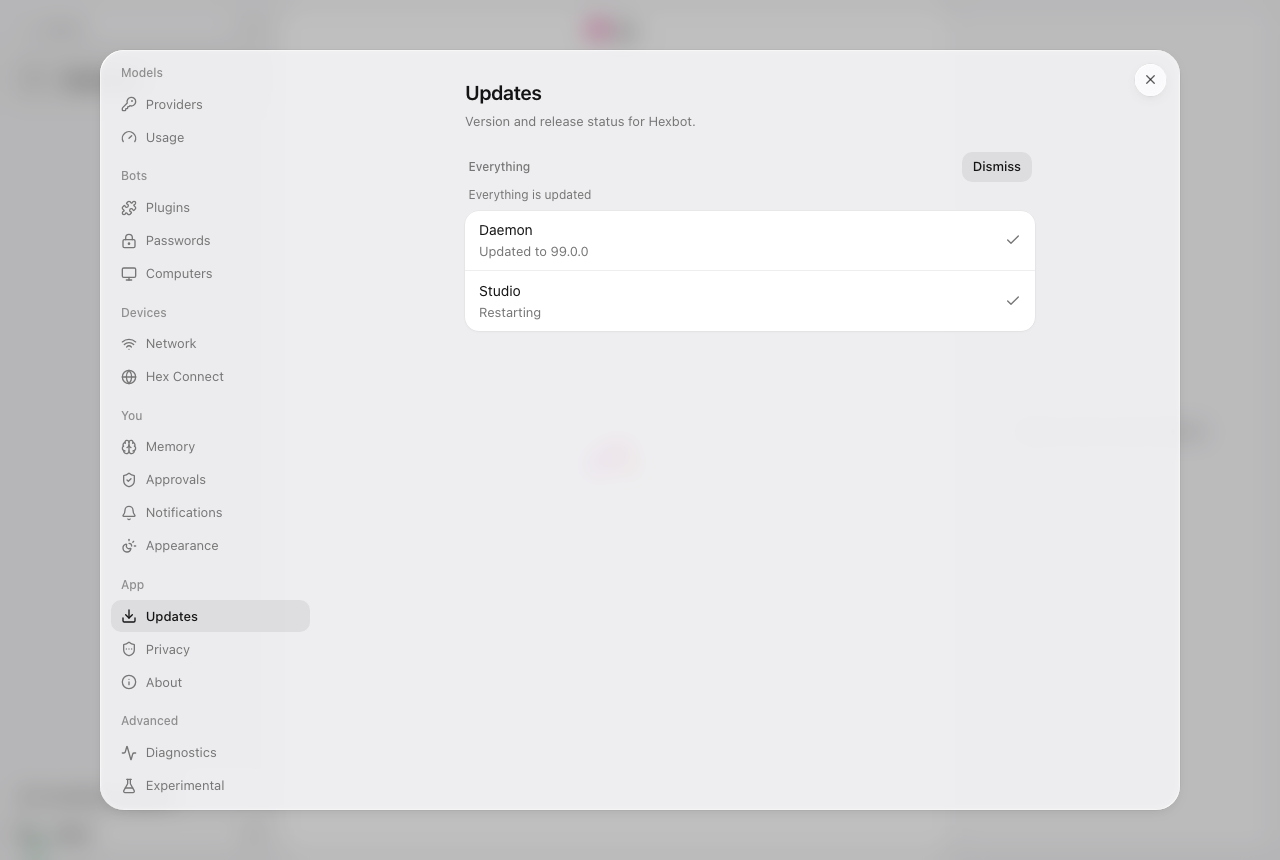 Models
Providers
Usage
Bots
Plugins
Passwords
Computers
Devices
Network
Hex Connect
You
Memory
Approvals
Notifications
Appearance
App
Updates
Privacy
About
Advanced
Diagnostics
Experimental
Updates
Version and release status for Hexbot.
Everything
Dismiss
Everything is updated
Daemon
Updated to 99.0.0
Studio
Restarting